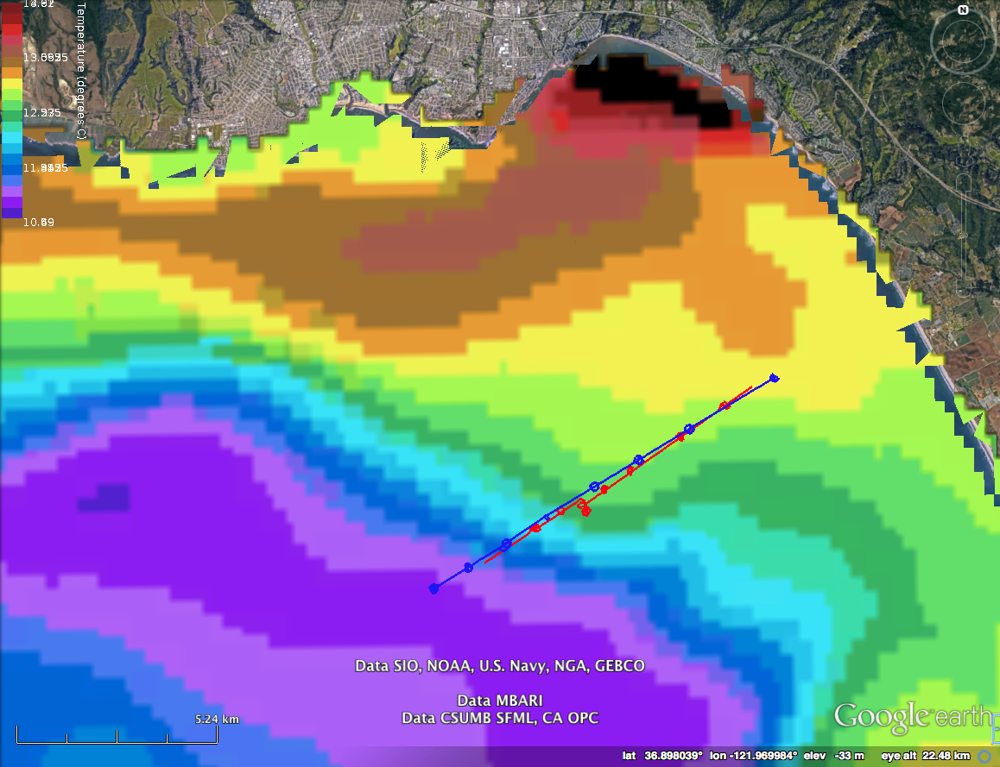 Temperature (degrees C)
N
Data SIO, NOAA, U.S. Navy, NGA, GEBCO
Data MBARI
Data CSUMB SFML, CA OPC
5.24 km
Google earth
lat 36.898039° lon -121.969984° elev -33 m eye alt 22.48 km